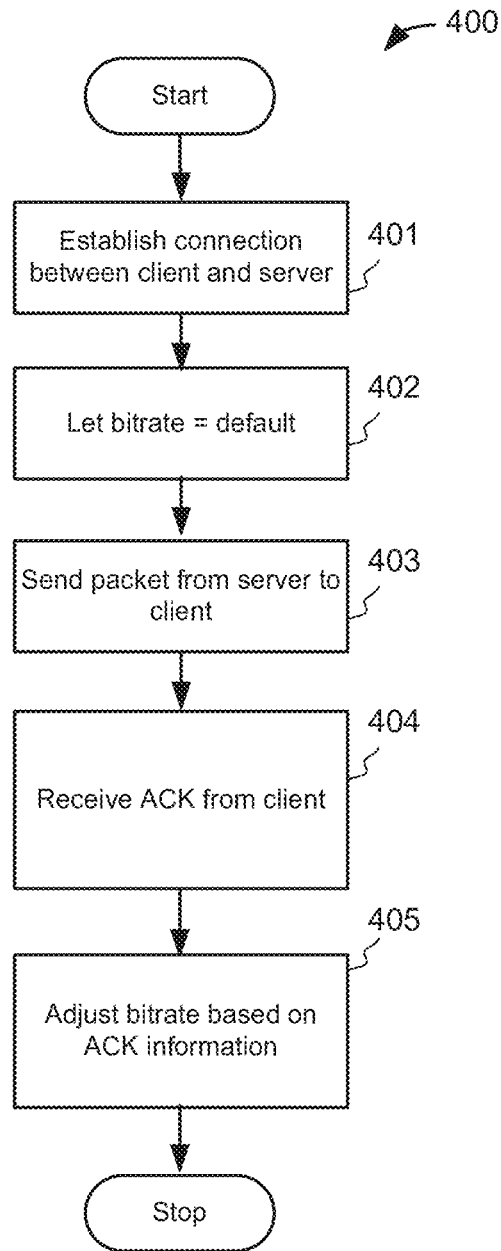 400
Start
Establish connection
between client and server
401
Let bitrate = default
402
Send packet from server to
client
403
Receive ACK from client
404
Adjust bitrate based on
ACK information
405
Stop